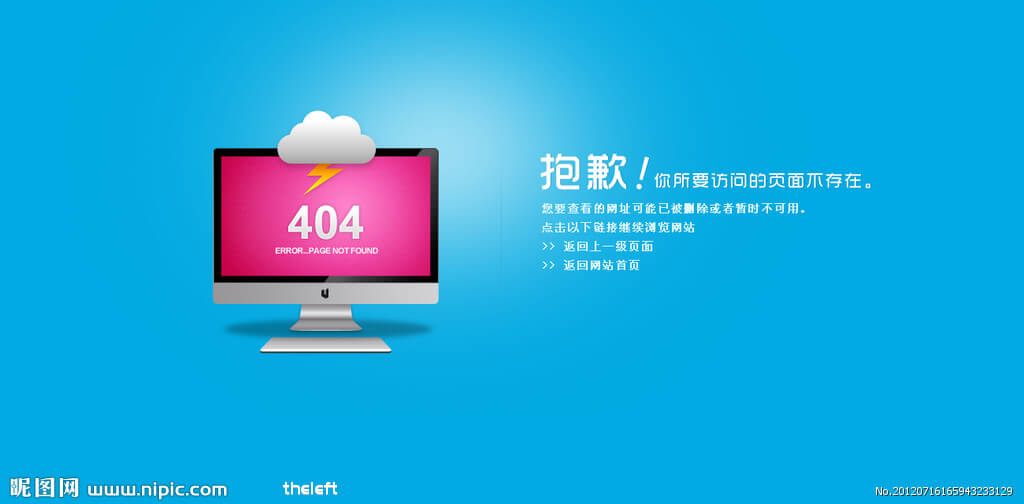 404
ERROR...PAGE NOT FOUND
抱歉！你所要访问的页面不存在。
您要查看的网址可能已被删除或者暂时不可用。
点击以下链接继续浏览网站
>> 返回上一级页面
>> 返回网站首页
昵图网 www.nipic.com
theleft
No.20120716165943233129